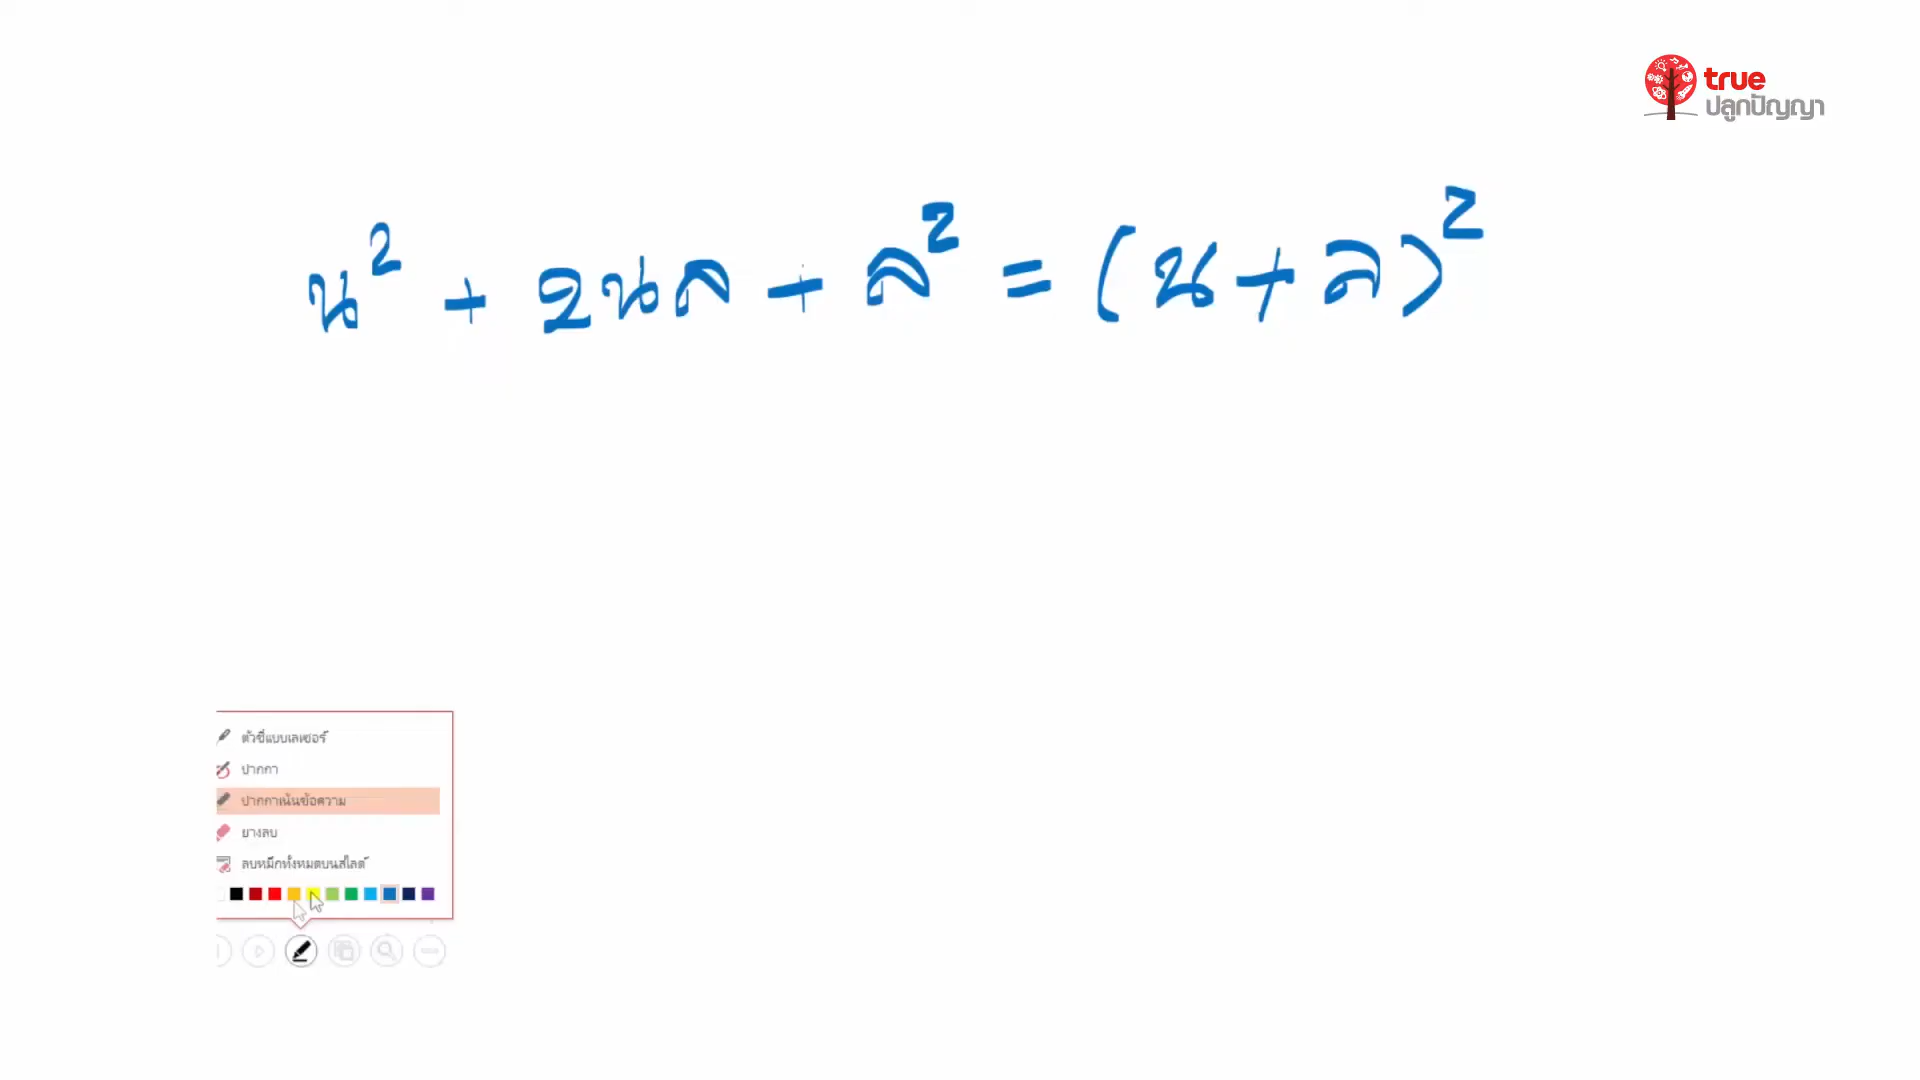 true
ปลูกปัญญา
น² + 2นล + ล² = (น+ล)²
ตัวชี้แบบเลเซอร์
ปากกา
ปากกาเน้นข้อความ
ยางลบ
ลบหมึกทั้งหมดบนสไลด์